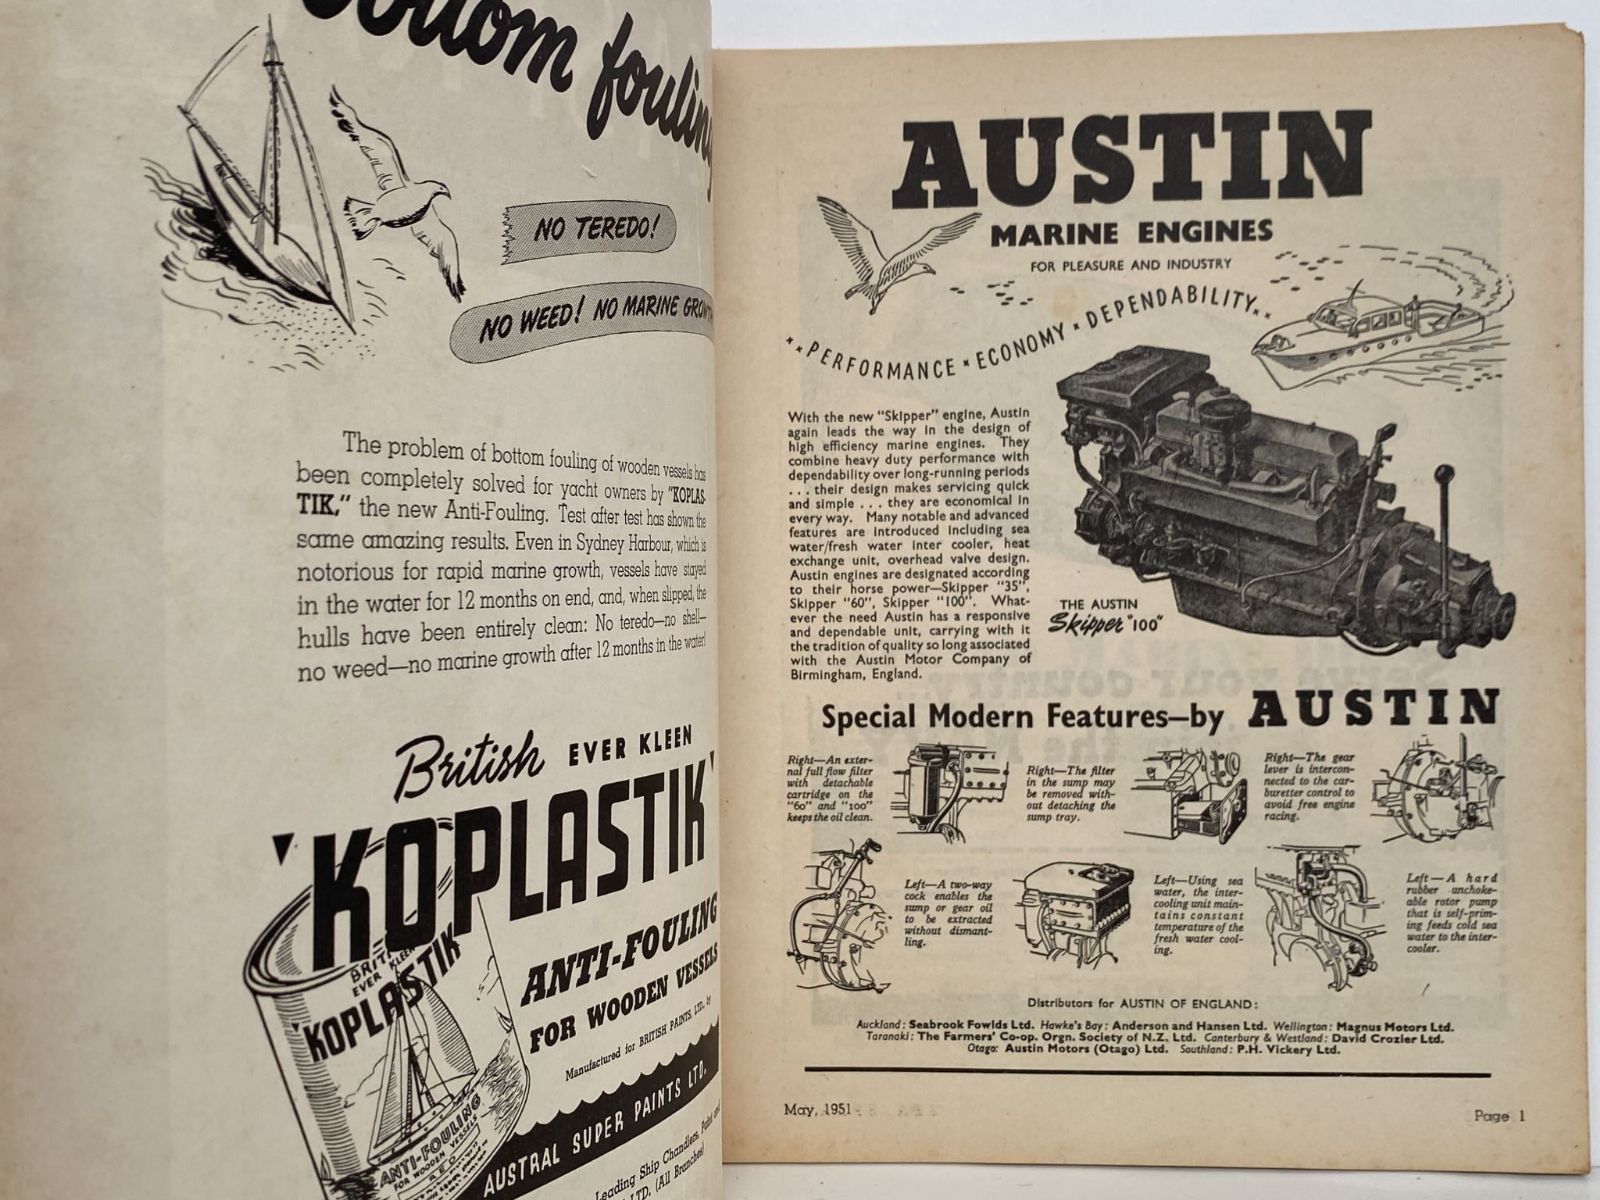 bottom fouling
NO TEREDO!
NO WEED! NO MARINE GROWTH
The problem of bottom fouling of wooden vessels has
been completely solved for yacht owners by "KOPLAS-
TIK," the new Anti-Fouling. Test after test has shown the
same amazing results. Even in Sydney Harbour, which is
notorious for rapid marine growth, vessels have stayed
in the water for 12 months on end, and, when slipped, the
hulls have been entirely clean: No teredo—no shell—
no weed—no marine growth after 12 months in the water!
British EVER KLEEN
'KOPLASTIK'
ANTI-FOULING
FOR WOODEN VESSELS
Manufactured for BRITISH PAINTS LTD. by
AUSTRAL SUPER PAINTS LTD.
Leading Ship Chandlers, Paint and
LTD. (All Branches)
BRITISH
EVER KLEEN
'KOPLASTIK
ANTI-FOULING
FOR WOODEN VESSELS
RED
AUSTIN
MARINE ENGINES
FOR PLEASURE AND INDUSTRY
PERFORMANCE × ECONOMY × DEPENDABILITY
With the new "Skipper" engine, Austin
again leads the way in the design of
high efficiency marine engines. They
combine heavy duty performance with
dependability over long-running periods
. . . their design makes servicing quick
and simple . . . they are economical in
every way. Many notable and advanced
features are introduced including sea
water/fresh water inter cooler, heat
exchange unit, overhead valve design.
Austin engines are designated according
to their horse power—Skipper "35",
Skipper "60", Skipper "100". What-
ever the need Austin has a responsive
and dependable unit, carrying with it
the tradition of quality so long associated
with the Austin Motor Company of
Birmingham, England.
THE AUSTIN
Skipper "100"
Special Modern Features—by AUSTIN
Right—An exter-
nal full flow filter
with detachable
cartridge on the
"60" and "100"
keeps the oil clean.
Right—The filter
in the sump may
be removed with-
out detaching the
sump tray.
Right—The gear
lever is intercon-
nected to the car-
buretter control to
avoid free engine
racing.
Left—A two-way
cock enables the
sump or gear oil
to be extracted
without dismant-
ling.
Left—Using sea
water, the inter-
cooling unit main-
tains constant
temperature of the
fresh water cool-
ing.
Left—A hard
rubber unchoke-
able rotor pump
that is self-prim-
ing feeds cold sea
water to the inter-
cooler.
Distributors for AUSTIN OF ENGLAND:
Auckland: Seabrook Fowlds Ltd. Hawke's Bay: Anderson and Hansen Ltd. Wellington: Magnus Motors Ltd.
Taranaki: The Farmers' Co-op. Orgn. Society of N.Z. Ltd. Canterbury & Westland: David Crozier Ltd.
Otago: Austin Motors (Otago) Ltd. Southland: P.H. Vickery Ltd.
May, 1951
Page 1